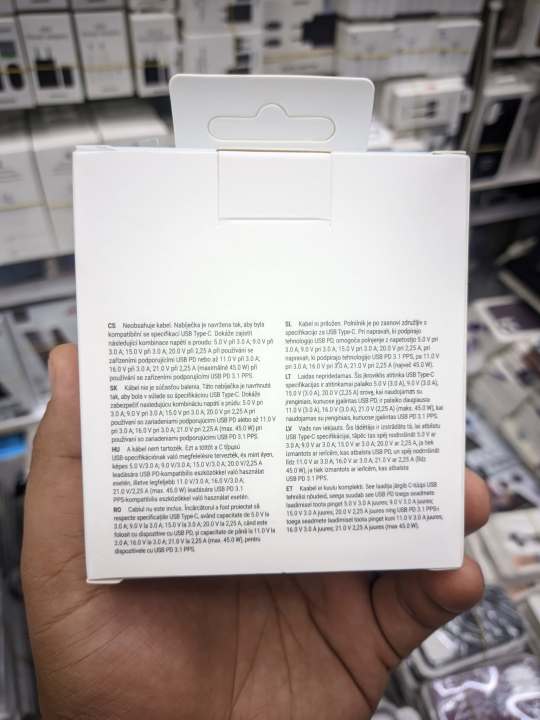 CS Neobsahuje kabel. Nabíječka je navržena tak, aby byla
kompatibilní se specifikací USB Type-C. Dokáže zajistit
následující kombinace napětí a proudu: 5.0 V při 3.0 A; 9.0 V při
3.0 A; 15.0 V při 3.0 A; 20.0 V při 2,25 A při používání se
zařízeními podporujícími USB PD nebo až 11.0 V při 3.0 A;
16.0 V při 3.0 A; 21.0 V při 2,25 A (maximálně 45.0 W) při
používání se zařízeními podporujícími USB PD 3.1 PPS.
SK Kábel nie je súčasťou balenia. Táto nabíjačka je navrhnutá
tak, aby bola v súlade so špecifikáciou USB Type-C. Dokáže
zabezpečiť nasledujúcu kombináciu napätí a prúdu: 5.0 V pri
3.0 A, 9.0 V pri 3.0 A, 15.0 V pri 3.0 A, 20.0 V pri 2,25 A pri
používaní so zariadeniami podporujúcimi USB PD alebo až 11.0 V
pri 3.0 A; 16.0 V pri 3.0 A; 21.0 V pri 2,25 A (max. 45.0 W) pri
používaní so zariadeniami podporujúcimi USB PD 3.1 PPS.
HU A kábel nem tartozék. Ezt a töltőt a C típusú
USB-specifikációnak való megfelelésre tervezték, és mint ilyen,
képes 5.0 V/3.0 A, 9.0 V/3.0 A, 15.0 V/3.0 A, 20.0 V/2,25 A
leadására USB PD-kompatibilis eszközökkel való használat
esetén, illetve legfeljebb 11.0 V/3.0 A, 16.0 V/3.0 A,
21.0 V/2,25 A (max. 45.0 W) leadására USB PD 3.1
PPS-kompatibilis eszközökkel való használat esetén.
RO Cablul nu este inclus. Încărcătorul a fost proiectat să
respecte specificațiile USB Type-C, având capacitate de 5.0 V la
3.0 A; 9.0 V la 3.0 A; 15.0 V la 3.0 A; 20.0 V la 2,25 A, când este
folosit cu dispozitive cu USB PD, și capacitate de până la 11.0 V la
3.0 A; 16.0 V la 3.0 A; 21.0 V la 2,25 A (max. 45.0 W), pentru
dispozitivele cu USB PD 3.1 PPS.
SL Kabel ni priložen. Polnilnik je po zasnovi združljiv s
specifikacijo za USB Type-C. Pri napravah, ki podpirajo
tehnologijo USB PD, omogoča polnjenje z napetostjo 5.0 V pri
3.0 A, 9.0 V pri 3.0 A, 15.0 V pri 3.0 A, 20.0 V pri 2,25 A, pri
napravah, ki podpirajo tehnologijo USB PD 3.1 PPS, pa 11.0 V pri
3.0 A, 16.0 V pri 3.0 A, 21.0 V pri 2,25 A (največ 45.0 W).
LT Laidas nepridedamas. Šis įkroviklis atitinka USB Type-C
specifikacijas ir atitinkamai palaiko 5.0 V (3.0 A), 9.0 V (3.0 A),
15.0 V (3.0 A), 20.0 V (2,25 A) srovę, kai naudojamas su
įrenginiais, kuriuose įgalintas USB PD, o palaiko daugiausia
11.0 V (3.0 A), 16.0 V (3.0 A), 21.0 V (2,25 A) (maks. 45.0 W), kai
naudojamas su įrenginiais, kuriuose įgalintas USB PD 3.1 PPS.
LV Vads nav iekļauts. Šis lādētājs ir izstrādāts tā, lai atbilstu
USB Type-C specifikācijai, tāpēc tas spēj nodrošināt 5.0 V ar
3.0 A, 9.0 V ar 3.0 A, 15.0 V ar 3.0 A, 20.0 V ar 2,25 A, ja tiek
izmantots ar ierīcēm, kas atbalsta USB PD, un spēj nodrošināt
līdz 11.0 V ar 3.0 A, 16.0 V ar 3.0 A, 21.0 V ar 2,25 A (līdz
45.0 W), ja tiek izmantots ar ierīcēm, kas atbalsta
USB PD 3.1 PPS.
ET Kaabel ei kuulu komplekti. See laadija järgib C-tüüpi USB
tehnilisi nõudeid, seega suudab see USB PD toega seadmete
laadimisel toota pinget 5.0 V 3.0 A juures, 9.0 V 3.0 A juures,
15.0 V 3.0 A juures, 20.0 V 2,25 A juures ning USB PD 3.1 PPS-i
toega seadmete laadimisel toota pinget kuni 11.0 V 3.0 A juures,
16.0 V 3.0 A juures, 21.0 V 2,25 A juures (max 45.0 W).